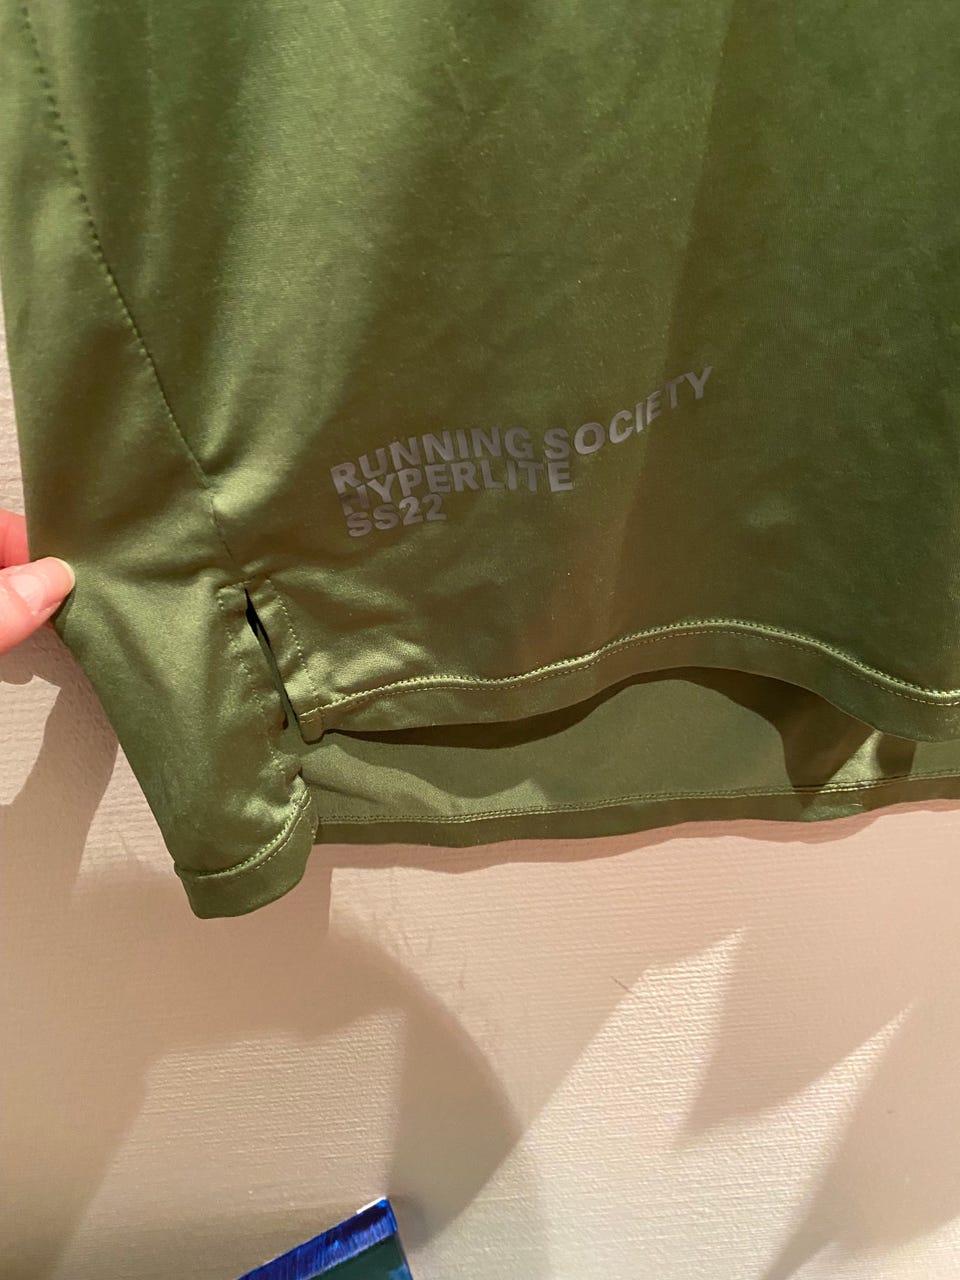 RUNNING SOCIETY
HYPERLITE
SS22